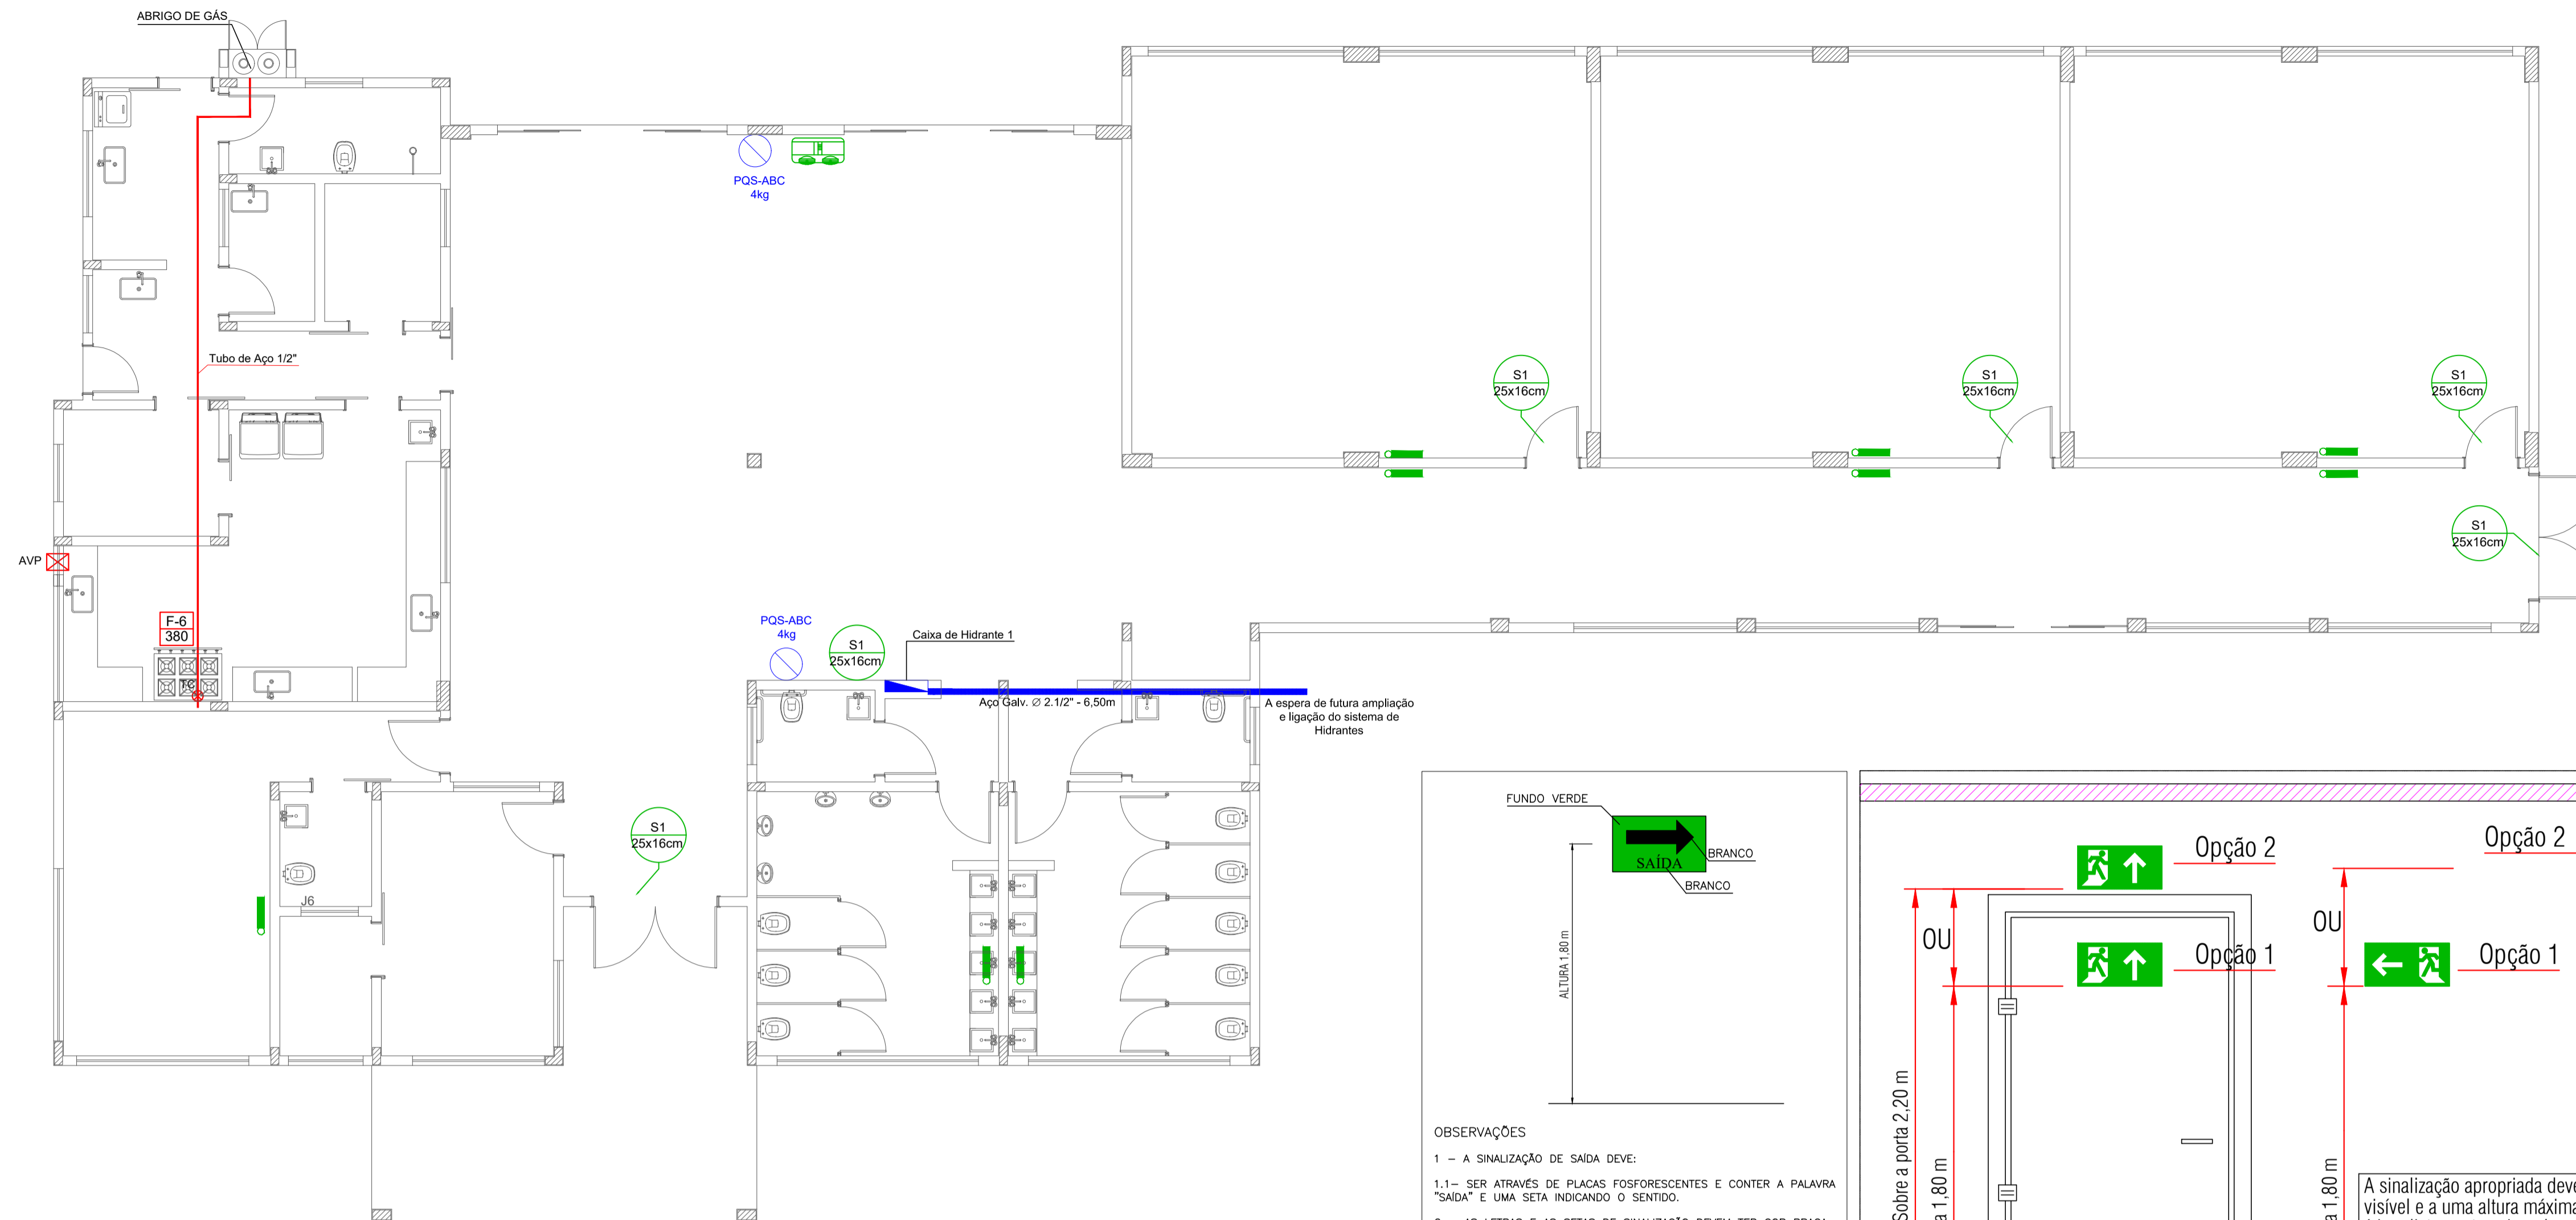 ABRIGO DE GÁS
PQS-ABC
4kg
Tubo de Aço 1/2"
S1
25x16cm
S1
25x16cm
S1
25x16cm
S1
25x16cm
AVP
F-6
380
TC
PQS-ABC
4kg
S1
25x16cm
Caixa de Hidrante 1
Aço Galv. ∅ 2.1/2" - 6,50m
A espera de futura ampliação
e ligação do sistema de
Hidrantes
S1
25x16cm
J6
FUNDO VERDE
SAÍDA
BRANCO
BRANCO
ALTURA 1,80 m
OBSERVAÇÕES
1 – A SINALIZAÇÃO DE SAÍDA DEVE:
1.1– SER ATRAVÉS DE PLACAS FOSFORESCENTES E CONTER A PALAVRA
"SAÍDA" E UMA SETA INDICANDO O SENTIDO.
Opção 2
Opção 2
OU
OU
Opção 1
Opção 1
Sobre a porta 2,20 m
a 1,80 m
a 1,80 m
A sinalização apropriada deve
visível e a uma altura máxima